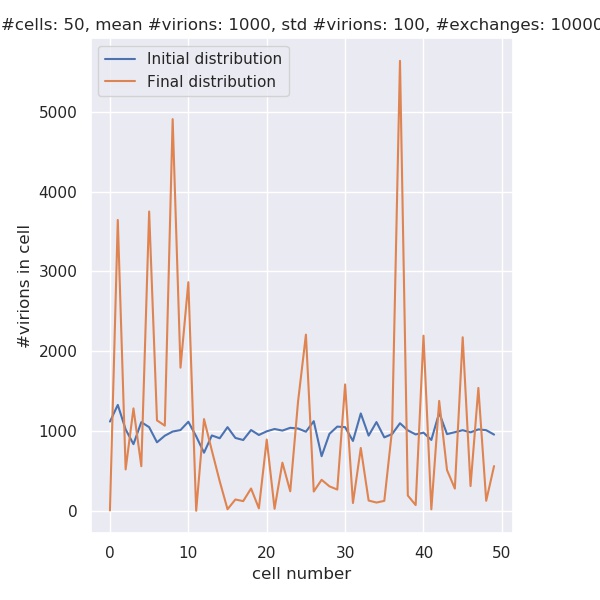 #cells: 50, mean #virions: 1000, std #virions: 100, #exchanges: 10000
Initial distribution
Final distribution
5000
4000
3000
2000
1000
0
#virions in cell
0 10 20 30 40 50
cell number